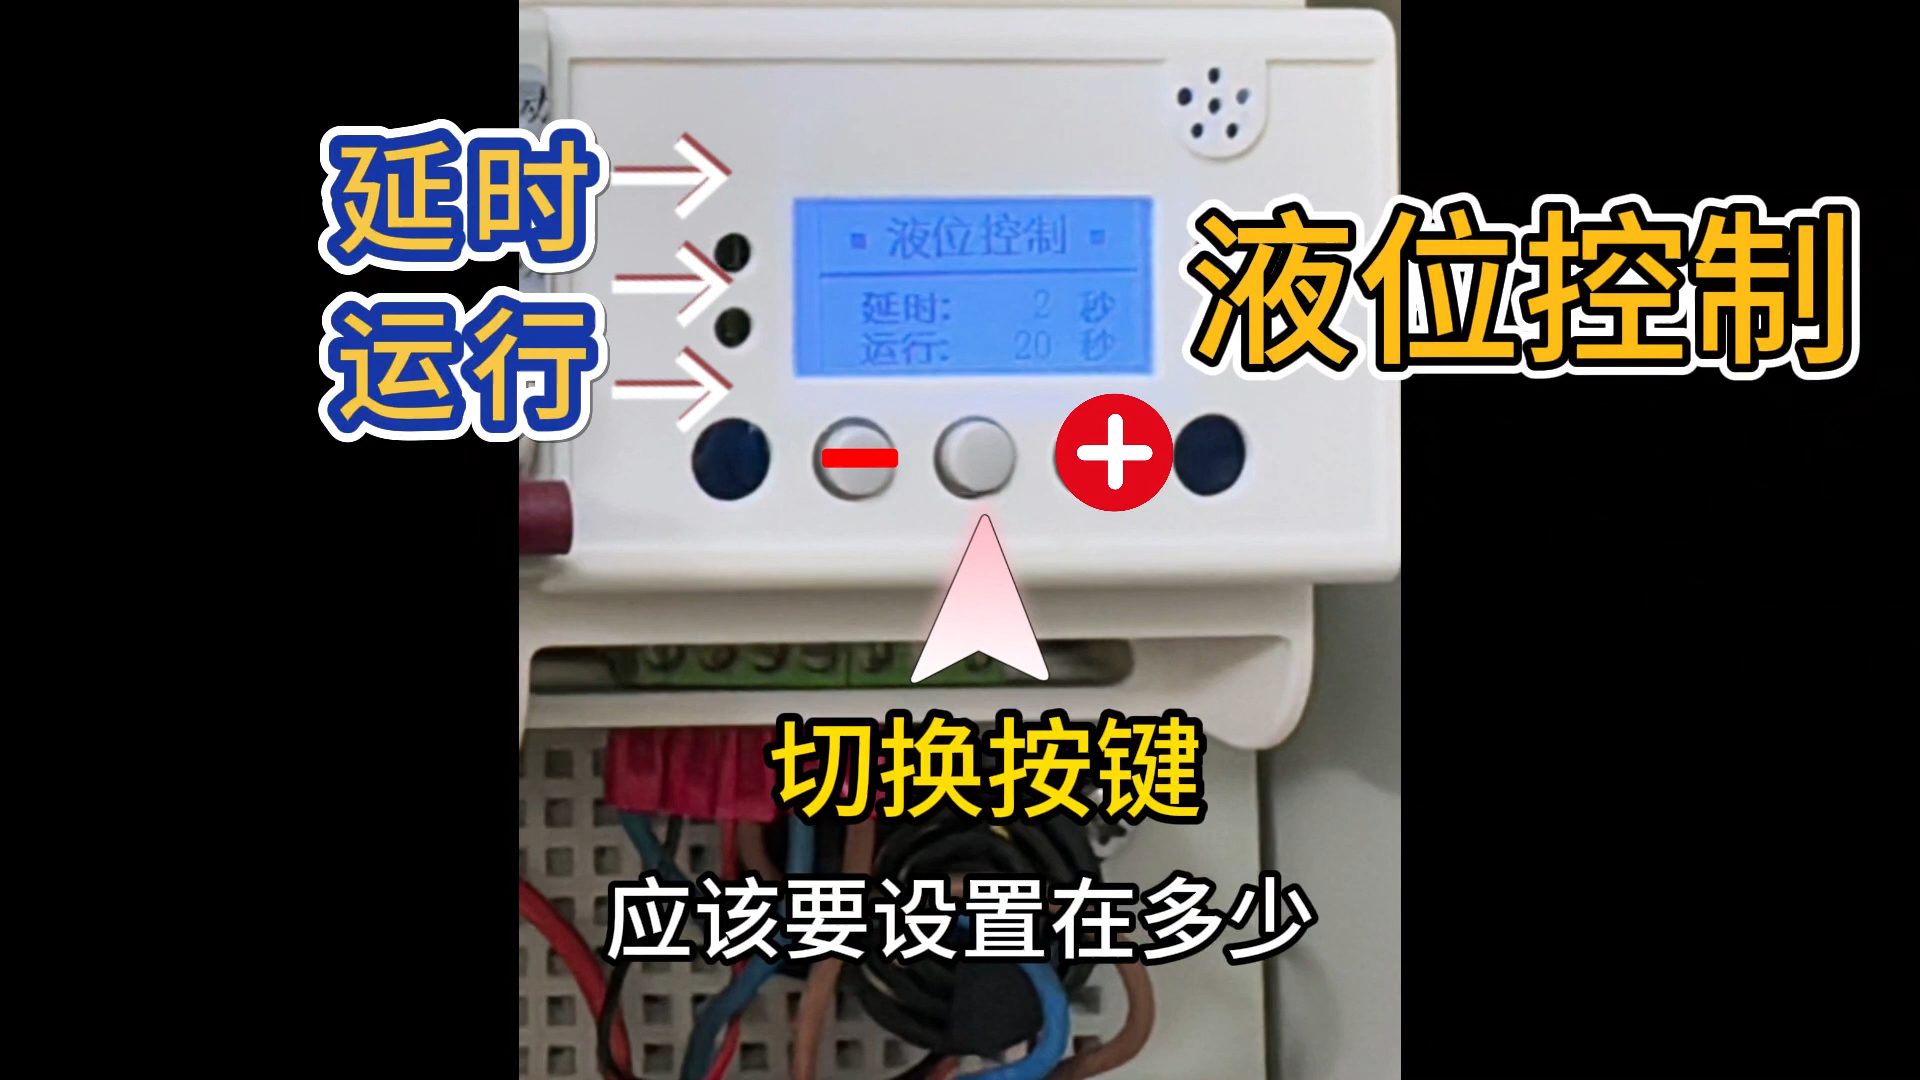 延时
运行
液位控制
液位控制
延时: 2 秒
运行: 20 秒
切换按键
应该要设置在多少